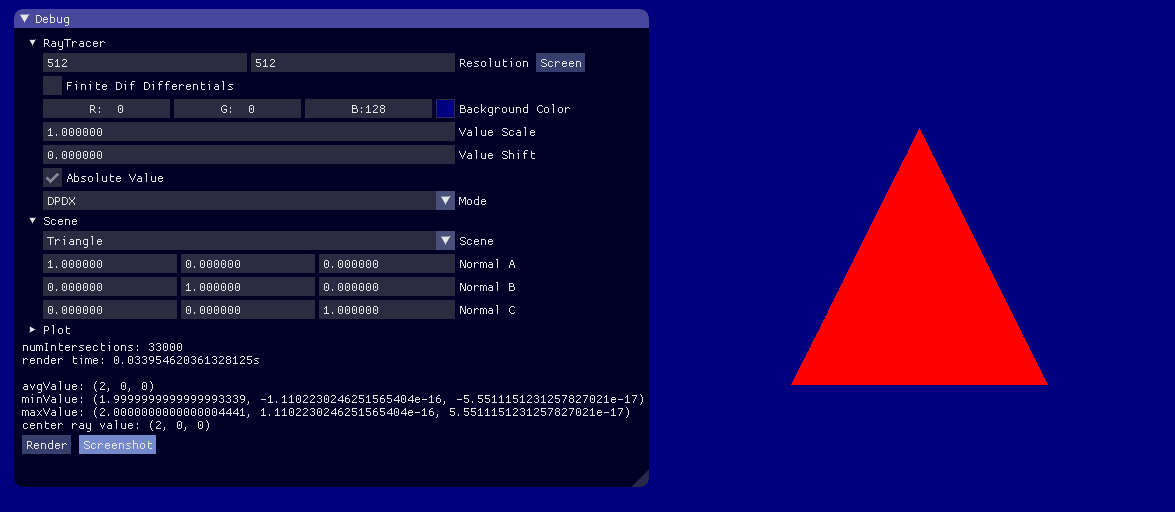 Debug
RayTracer
512 512 Resolution Screen
Finite Dif Differentials
R: 0 G: 0 B:128 Background Color
1.000000 Value Scale
0.000000 Value Shift
Absolute Value
DPDX Mode
Scene
Triangle Scene
1.000000 0.000000 0.000000 Normal A
0.000000 1.000000 0.000000 Normal B
0.000000 0.000000 1.000000 Normal C
Plot
numIntersections: 33000
render time: 0.033954620361328125s
avgValue: (2, 0, 0)
minValue: (1.9999999999999993339, -1.1102230246251565404e-16, -5.5511151231257827021e-17)
maxValue: (2.0000000000000004441, 1.1102230246251565404e-16, 5.5511151231257827021e-17)
center ray value: (2, 0, 0)
Render Screenshot